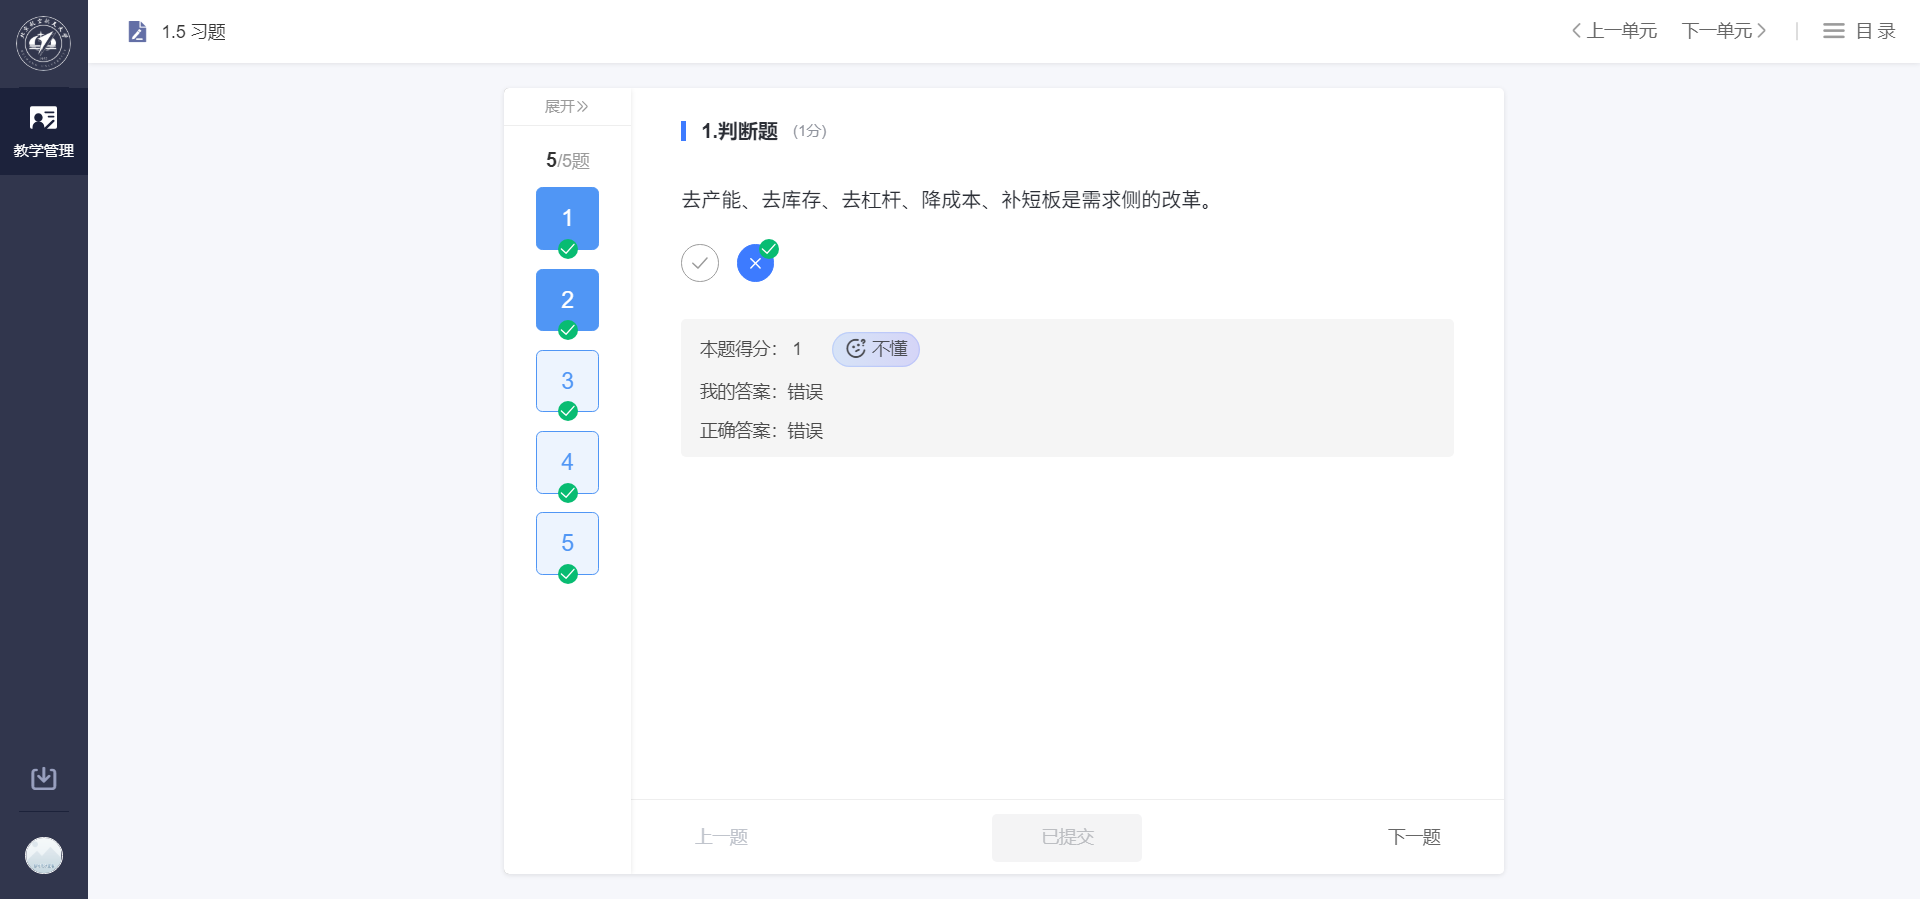 1.5 习题
上一单元
下一单元
目 录
教学管理
展开
5/5题
1
2
3
4
5
1.判断题 (1分)
去产能、去库存、去杠杆、降成本、补短板是需求侧的改革。
本题得分： 1 不懂
我的答案：错误
正确答案：错误
上一题
已提交
下一题